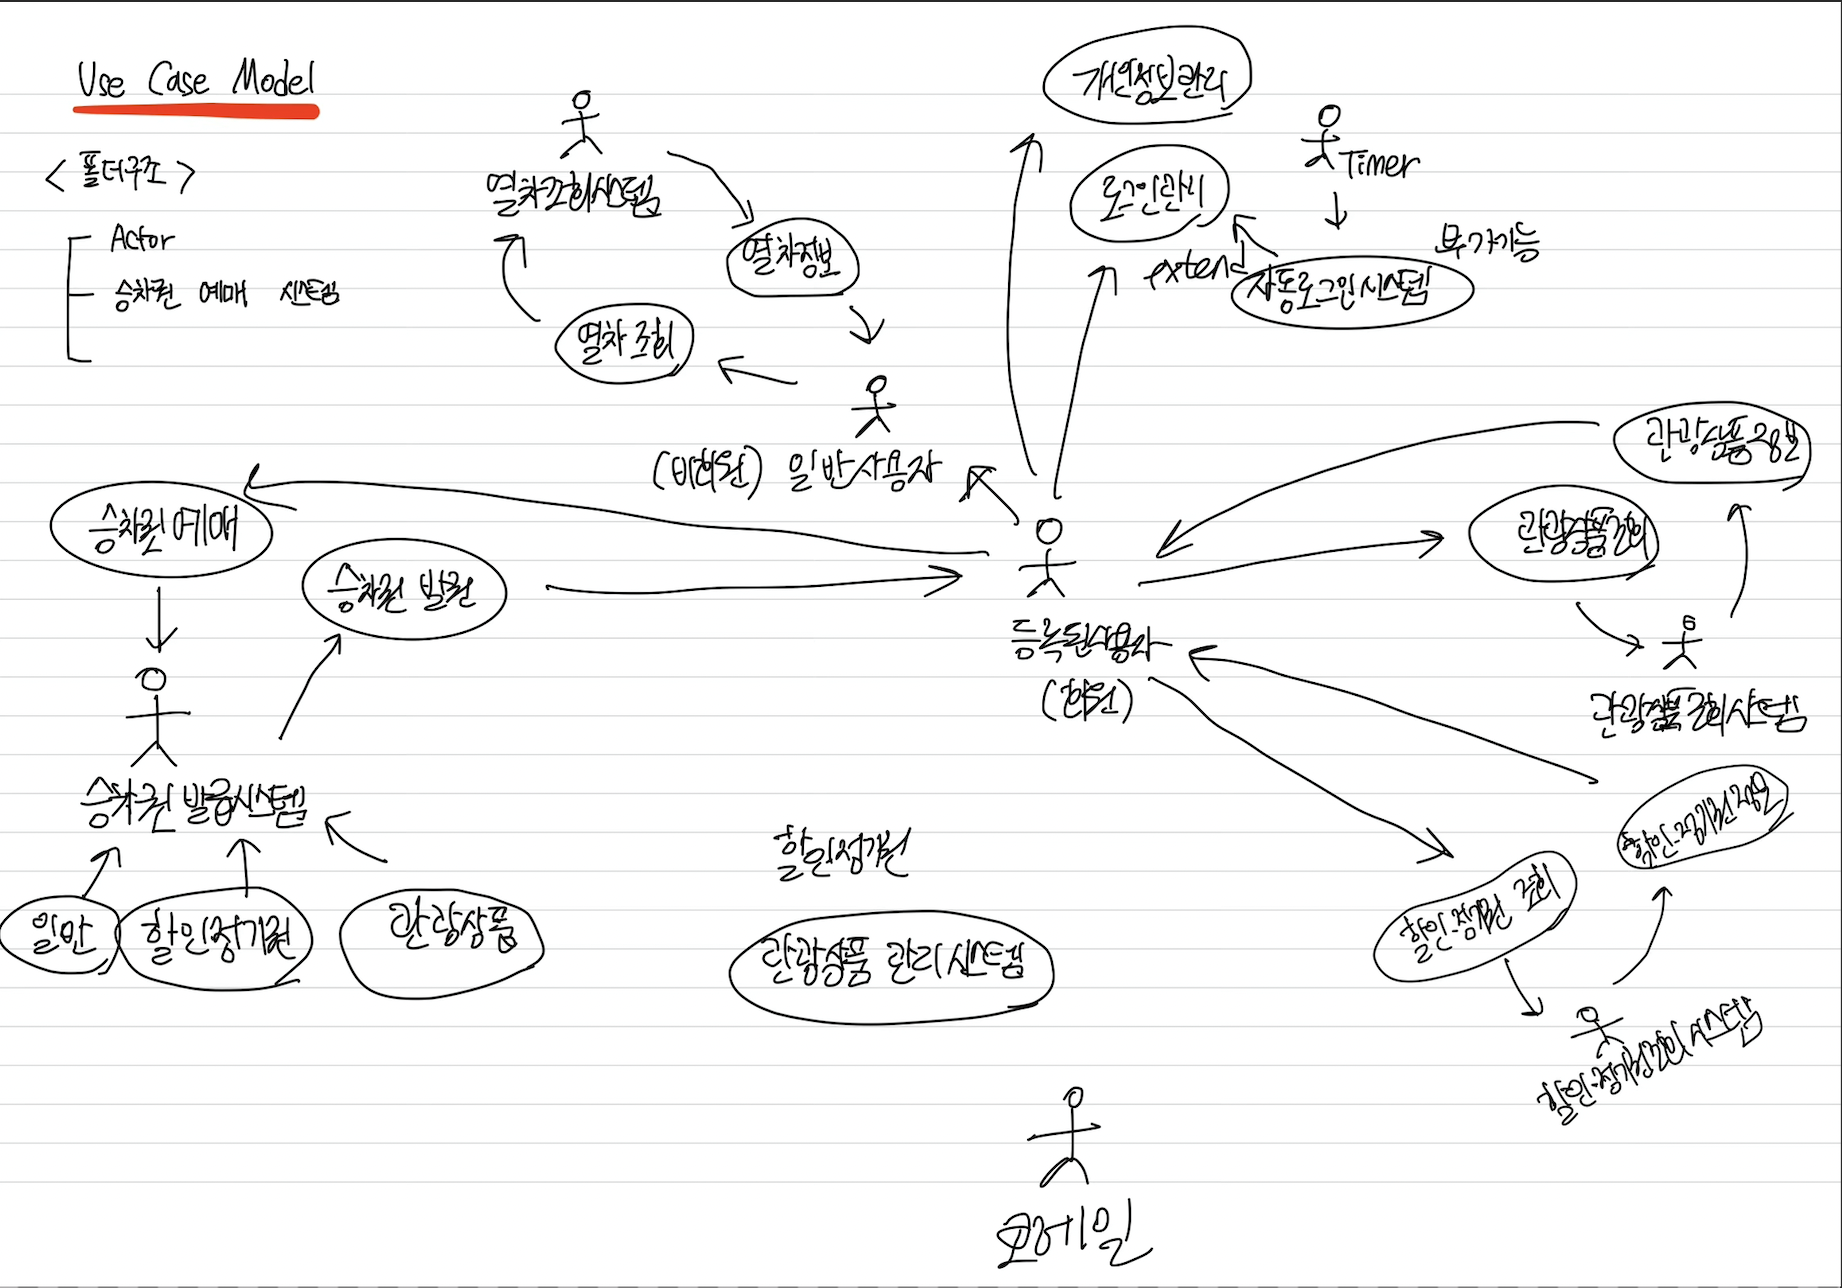 Use Case Model
< 폴더구조 >
Actor
승차권 예매 시스템
열차조회시스템
열차정보
열차 조회
(비회원) 일반사용자
개인정보관리
로그인관리
Timer
extend
부가기능
자동로그인시스템
관광상품정보
관광상품조회
관광상품조회시스템
승차권예매
승차권 발권
등록된사용자
(회원)
승차권 발급시스템
일반
할인정기권
관광상품
할인정기권
관광상품 관리시스템
할인·정기권정보
할인·정기권 조회
할인·정기권조회시스템
코레일